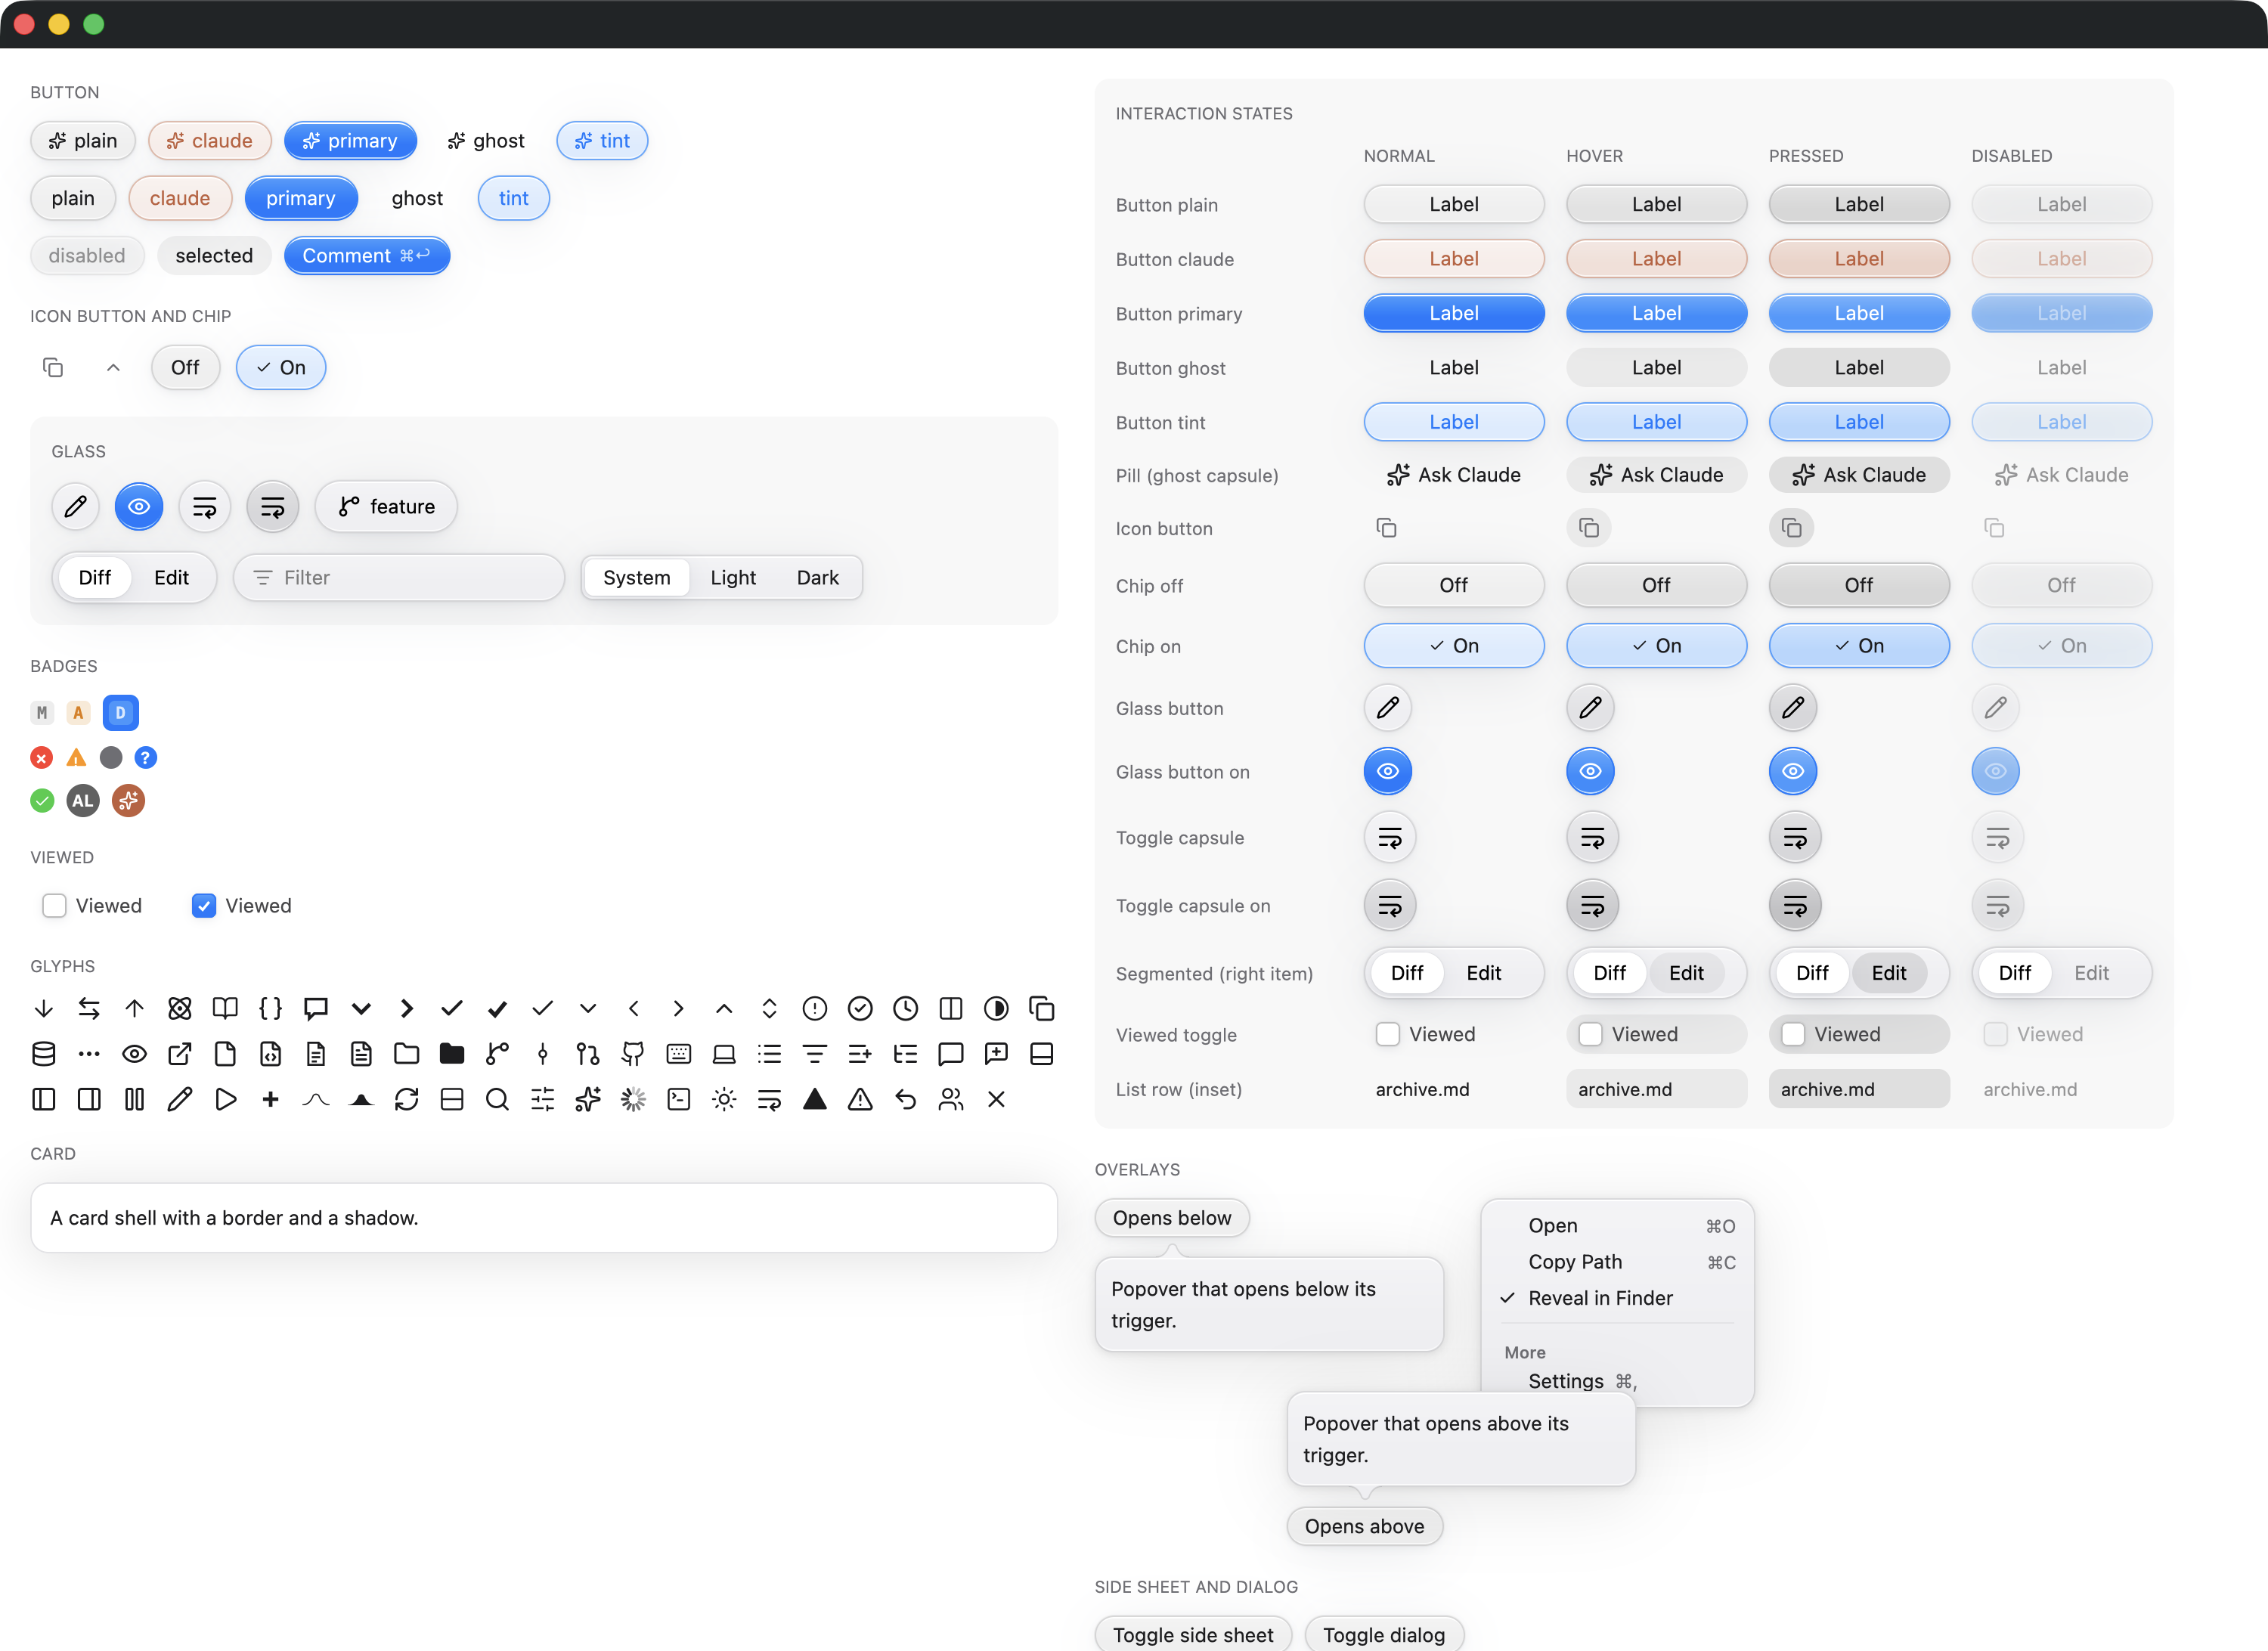 BUTTON
plain claude primary ghost tint
plain claude primary ghost tint
disabled selected Comment ⌘↩
ICON BUTTON AND CHIP
Off On
GLASS
feature
Diff Edit Filter System Light Dark
BADGES
M A D
?
AL
VIEWED
Viewed Viewed
GLYPHS
CARD
A card shell with a border and a shadow.
INTERACTION STATES
NORMAL HOVER PRESSED DISABLED
Button plain Label Label Label Label
Button claude Label Label Label Label
Button primary Label Label Label Label
Button ghost Label Label Label Label
Button tint Label Label Label Label
Pill (ghost capsule) Ask Claude Ask Claude Ask Claude Ask Claude
Icon button
Chip off Off Off Off Off
Chip on On On On On
Glass button
Glass button on
Toggle capsule
Toggle capsule on
Segmented (right item) Diff Edit Diff Edit Diff Edit Diff Edit
Viewed toggle Viewed Viewed Viewed Viewed
List row (inset) archive.md archive.md archive.md archive.md
OVERLAYS
Opens below
Popover that opens below its
trigger.
Open ⌘O
Copy Path ⌘C
Reveal in Finder
More
Settings ⌘,
Popover that opens above its
trigger.
Opens above
SIDE SHEET AND DIALOG
Toggle side sheet Toggle dialog